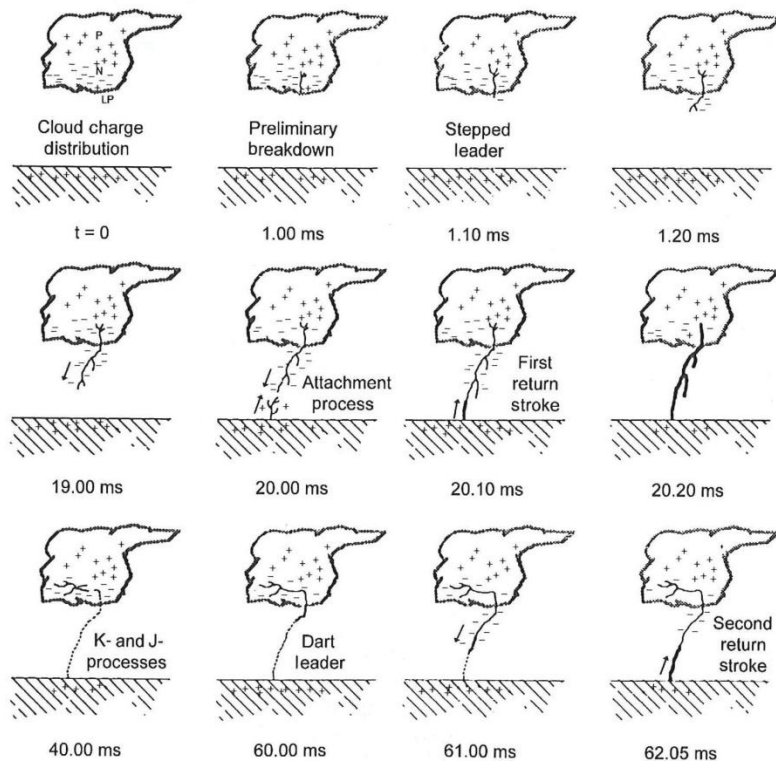 P
N
LP
Cloud charge
distribution
Preliminary
breakdown
Stepped
leader
t = 0
1.00 ms
1.10 ms
1.20 ms
Attachment
process
First
return
stroke
19.00 ms
20.00 ms
20.10 ms
20.20 ms
K- and J-
processes
Dart
leader
Second
return
stroke
40.00 ms
60.00 ms
61.00 ms
62.05 ms